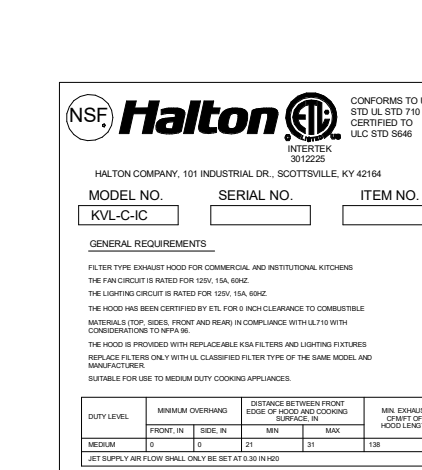 NSF
Halton
ETL
LISTED
CONFORMS TO
STD UL STD 710
CERTIFIED TO
ULC STD S646
INTERTEK
3012225
HALTON COMPANY, 101 INDUSTRIAL DR., SCOTTSVILLE, KY 42164
MODEL NO. SERIAL NO. ITEM NO.
KVL-C-IC
GENERAL REQUIREMENTS
FILTER TYPE EXHAUST HOOD FOR COMMERCIAL AND INSTITUTIONAL KITCHENS
THE FAN CIRCUIT IS RATED FOR 125V, 15A, 60HZ.
THE LIGHTING CIRCUIT IS RATED FOR 125V, 15A, 60HZ.
THE HOOD HAS BEEN CERTIFIED BY ETL FOR 0 INCH CLEARANCE TO COMBUSTIBLE
MATERIALS (TOP, SIDES, FRONT AND REAR) IN COMPLIANCE WITH UL710 WITH
CONSIDERATIONS TO NFPA 96.
THE HOOD IS PROVIDED WITH REPLACEABLE KSA FILTERS AND LIGHTING FIXTURES
REPLACE FILTERS ONLY WITH UL CLASSIFIED FILTER TYPE OF THE SAME MODEL AND
MANUFACTURER.
SUITABLE FOR USE TO MEDIUM DUTY COOKING APPLIANCES.
DUTY LEVEL
MINIMUM OVERHANG
DISTANCE BETWEEN FRONT
EDGE OF HOOD AND COOKING
SURFACE, IN
MIN. EXHAUS
CFM/FT OF
HOOD LENGT
FRONT, IN SIDE, IN MIN MAX
MEDIUM 0 0 21 31 138
JET SUPPLY AIR FLOW SHALL ONLY BE SET AT 0.30 IN H20